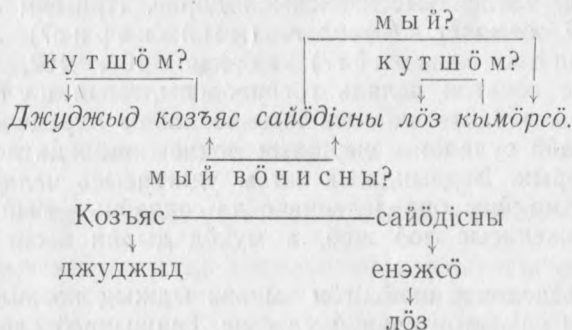 мый?
кутшӧм? кутшӧм?
Джуджыд козъяс сайӧдісны лӧз кымӧрсӧ.
мый вӧчисны?
Козъяс сайӧдісны
джуджыд енэжсӧ
лӧз